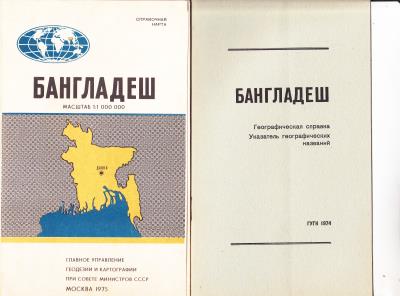 СПРАВОЧНАЯ
КАРТА
БАНГЛАДЕШ
МАСШТАБ 1:1 000 000
ДАККА
ГЛАВНОЕ УПРАВЛЕНИЕ
ГЕОДЕЗИИ И КАРТОГРАФИИ
ПРИ СОВЕТЕ МИНИСТРОВ СССР
МОСКВА 1975
БАНГЛАДЕШ
Географическая справка
Указатель географических
названий
ГУГК 1974